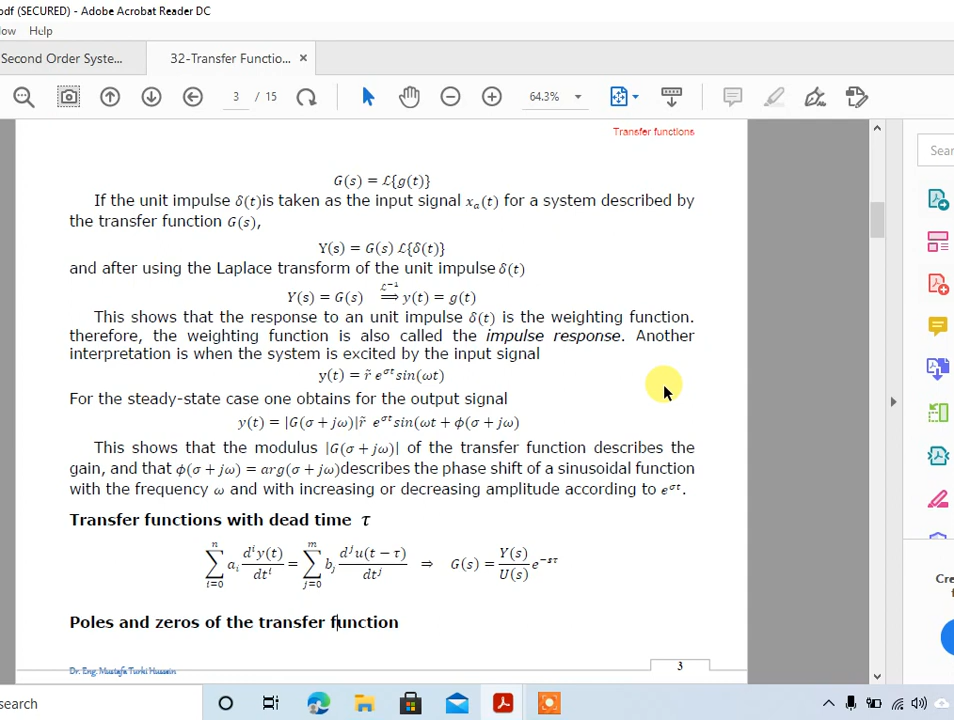 pdf (SECURED) - Adobe Acrobat Reader DC
ow Help
Second Order Syste... 32-Transfer Functio... ×
3 / 15 64.3%
Transfer functions
G(s) = ℒ{g(t)}
If the unit impulse δ(t)is taken as the input signal xₐ(t) for a system described by
the transfer function G(s),
Y(s) = G(s) ℒ{δ(t)}
and after using the Laplace transform of the unit impulse δ(t)
Y(s) = G(s) ℒ⁻¹ ⟹ y(t) = g(t)
This shows that the response to an unit impulse δ(t) is the weighting function.
therefore, the weighting function is also called the impulse response. Another
interpretation is when the system is excited by the input signal
y(t) = r̃ e^{σt}sin(ωt)
For the steady-state case one obtains for the output signal
y(t) = |G(σ + jω)|r̃ e^{σt}sin(ωt + ϕ(σ + jω)
This shows that the modulus |G(σ + jω)| of the transfer function describes the
gain, and that ϕ(σ + jω) = arg(σ + jω)describes the phase shift of a sinusoidal function
with the frequency ω and with increasing or decreasing amplitude according to e^{σt}.
Transfer functions with dead time τ
∑_{i=0}^{n} a_i d^i y(t)/dt^i = ∑_{j=0}^{m} b_j d^j u(t − τ)/dt^j ⇒ G(s) = Y(s)/U(s) e^{−sτ}
Poles and zeros of the transfer function
Dr. Eng. Mustafa Turki Hussain
3
Sear
Cre
search